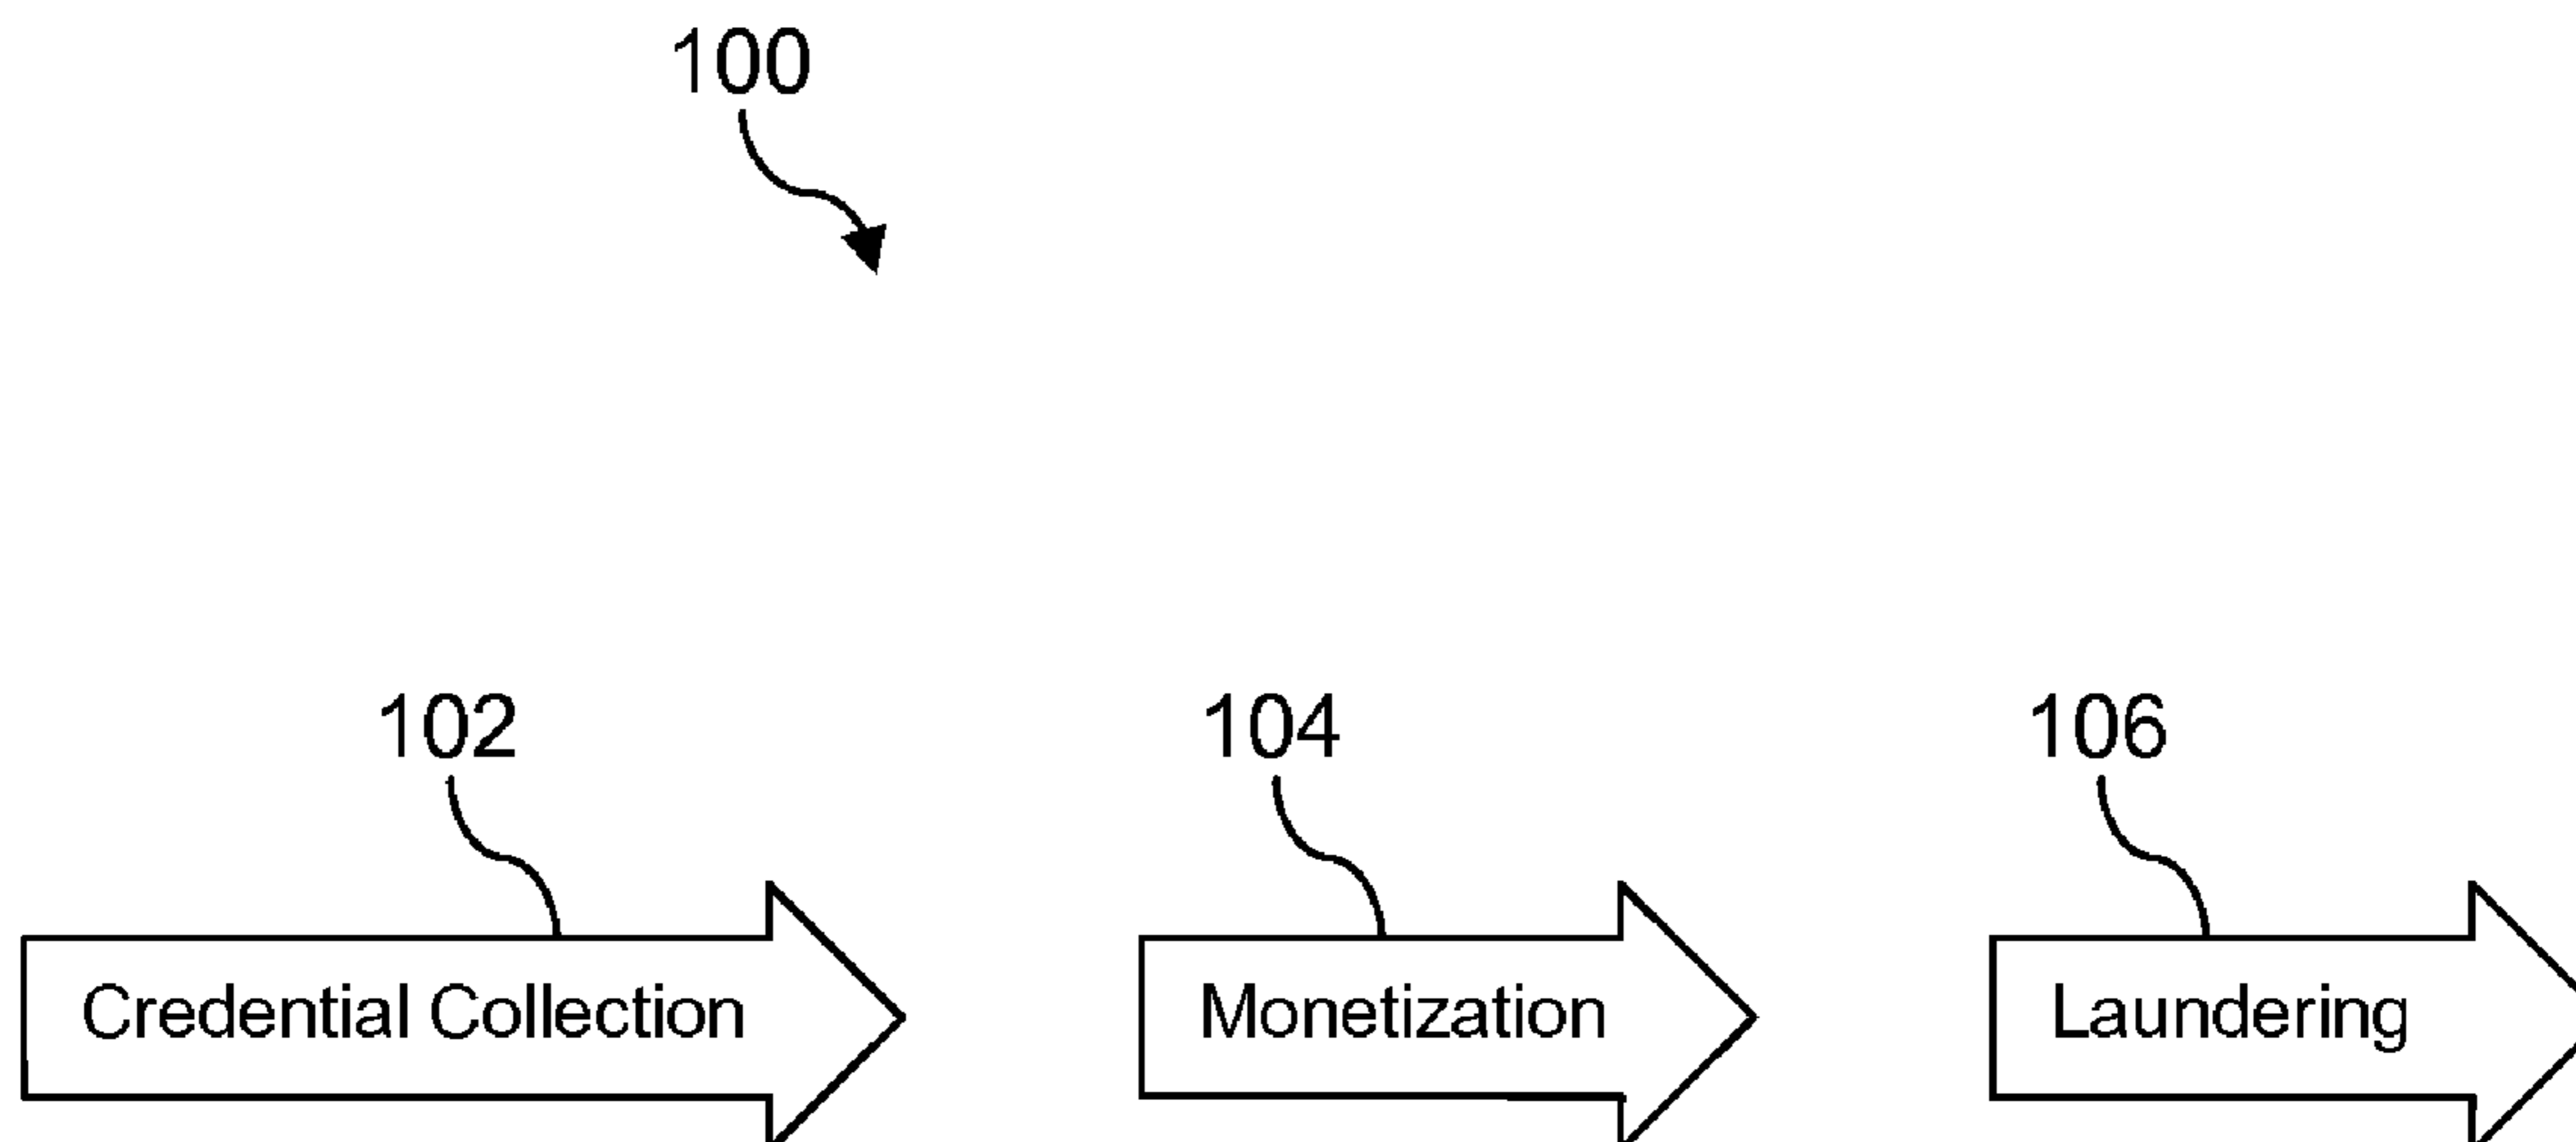 100
102
104
106
Credential Collection
Monetization
Laundering